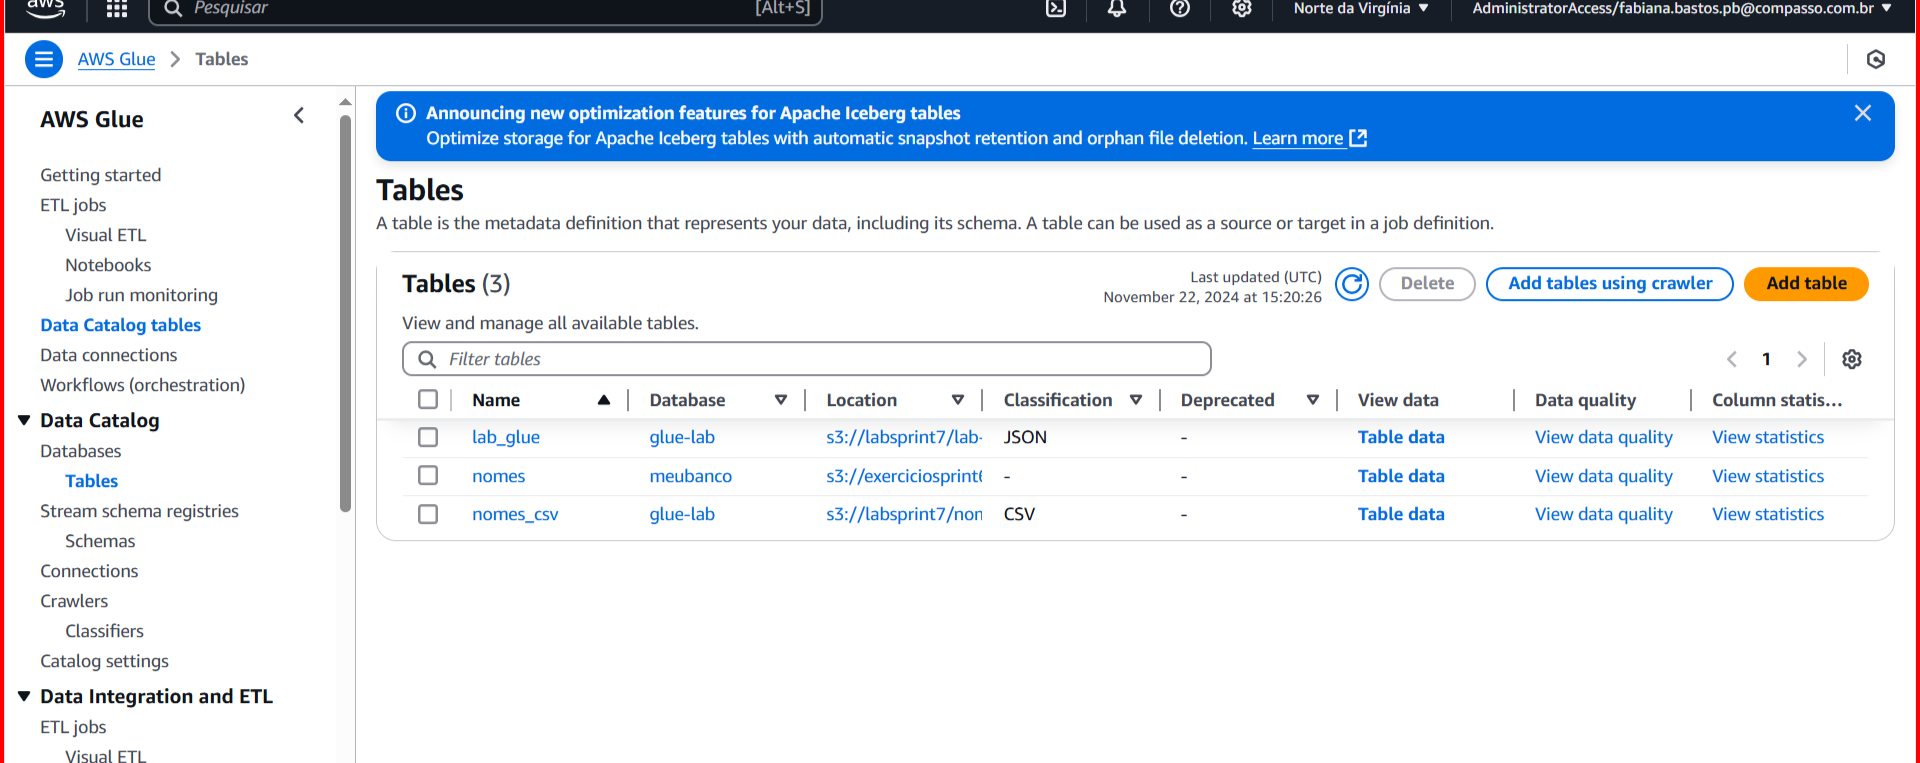 aws
Pesquisar
[Alt+S]
Norte da Virgínia
AdministratorAccess/fabiana.bastos.pb@compasso.com.br
AWS Glue > Tables
AWS Glue
Getting started
ETL jobs
Visual ETL
Notebooks
Job run monitoring
Data Catalog tables
Data connections
Workflows (orchestration)
Data Catalog
Databases
Tables
Stream schema registries
Schemas
Connections
Crawlers
Classifiers
Catalog settings
Data Integration and ETL
ETL jobs
Visual ETL
Announcing new optimization features for Apache Iceberg tables
Optimize storage for Apache Iceberg tables with automatic snapshot retention and orphan file deletion. Learn more
Tables
A table is the metadata definition that represents your data, including its schema. A table can be used as a source or target in a job definition.
Tables (3)
Last updated (UTC)
November 22, 2024 at 15:20:26
Delete
Add tables using crawler
Add table
View and manage all available tables.
Filter tables
1
Name Database Location Classification Deprecated View data Data quality Column statis...
lab_glue glue-lab s3://labsprint7/lab- JSON - Table data View data quality View statistics
nomes meubanco s3://exerciciosprint6 - - Table data View data quality View statistics
nomes_csv glue-lab s3://labsprint7/non CSV - Table data View data quality View statistics